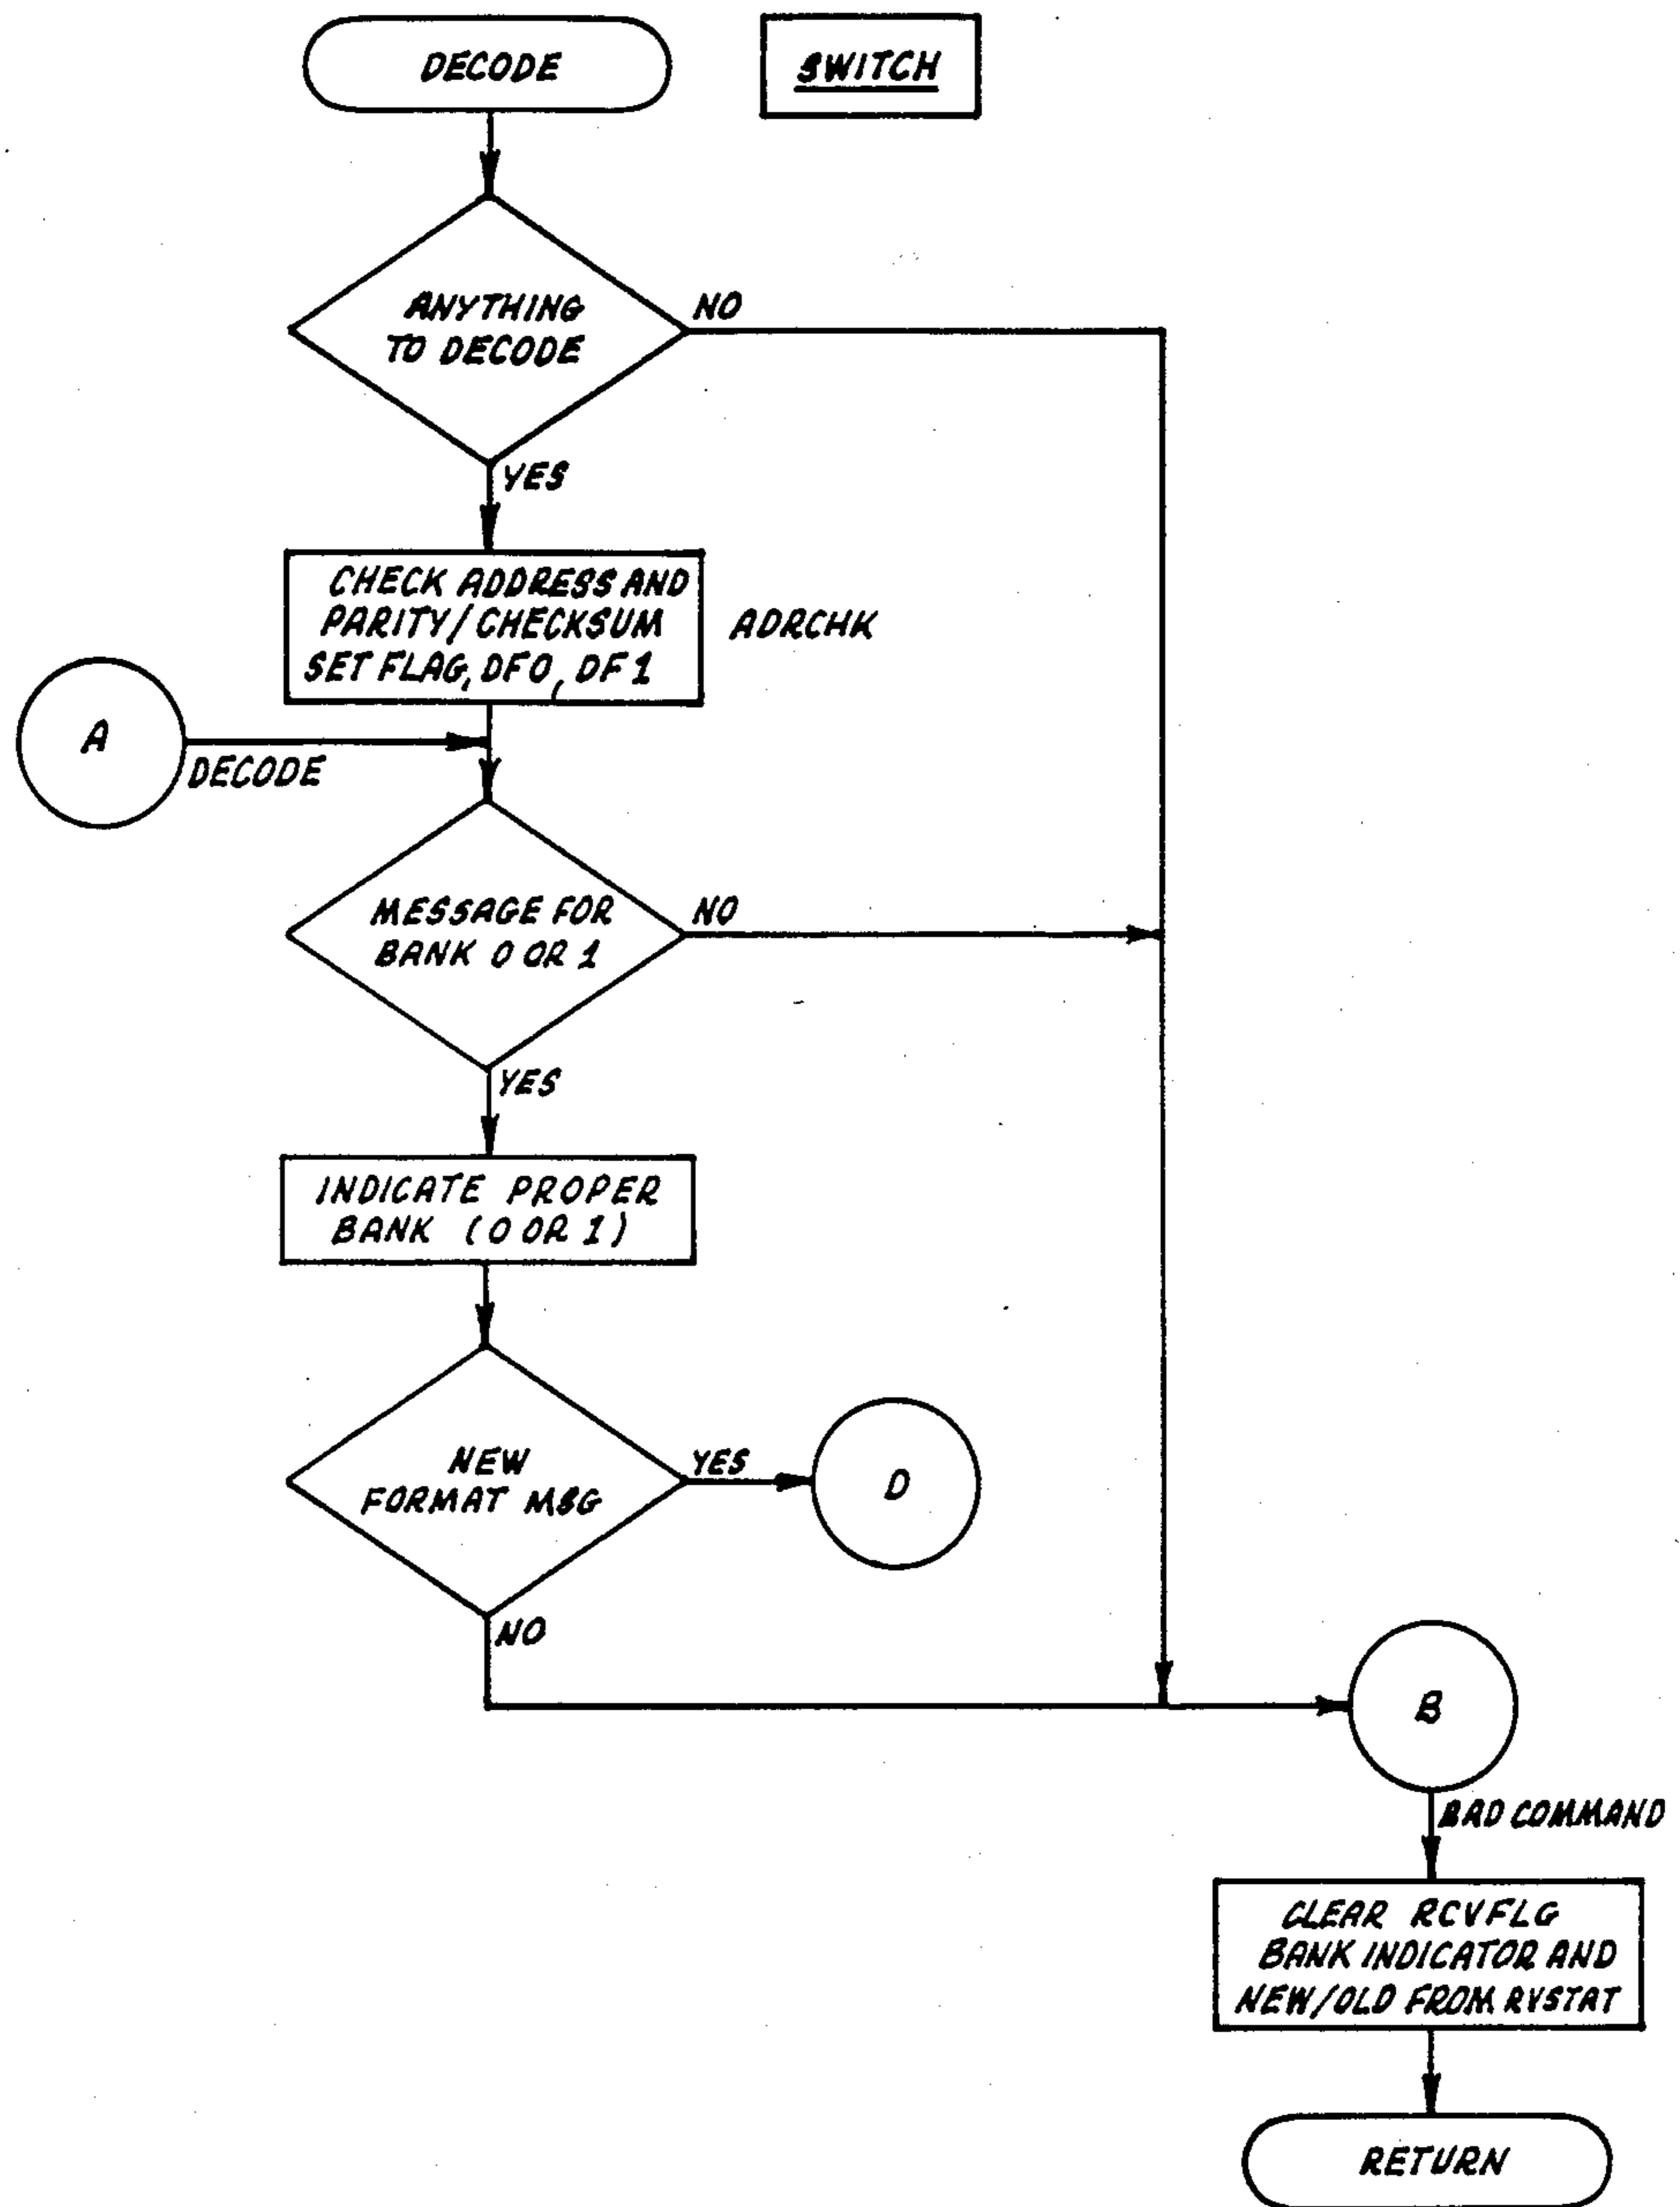 DECODE
SWITCH
ANYTHING
TO DECODE
NO
YES
CHECK ADDRESS AND
PARITY/CHECKSUM
SET FLAG, DF0, DF1
ADRCHK
A
DECODE
MESSAGE FOR
BANK 0 OR 1
NO
YES
INDICATE PROPER
BANK (0 OR 1)
NEW
FORMAT MSG
YES
D
NO
B
BAD COMMAND
CLEAR RCVFLG
BANK INDICATOR AND
NEW/OLD FROM RVSTAT
RETURN